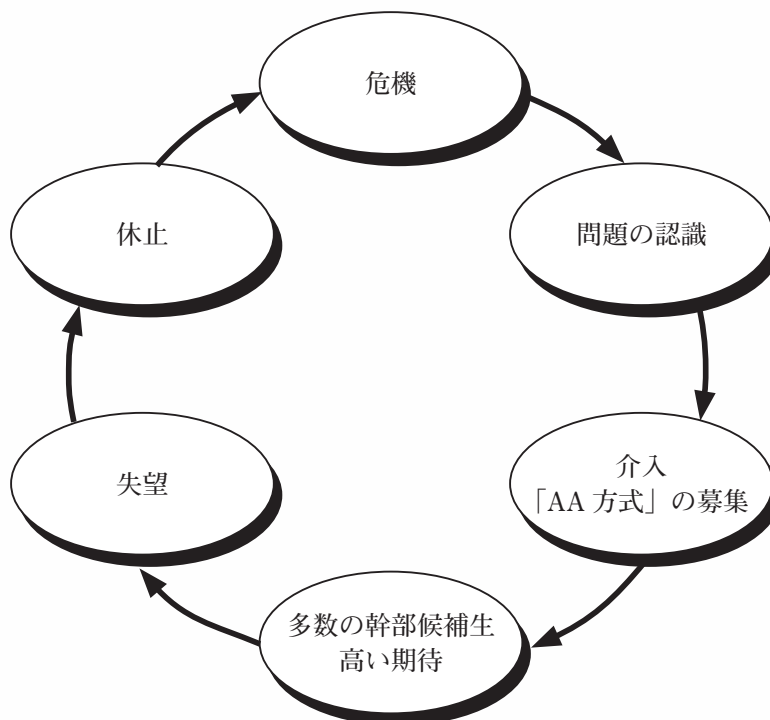 危機
問題の認識
介入
「AA 方式」の募集
多数の幹部候補生
高い期待
失望
休止